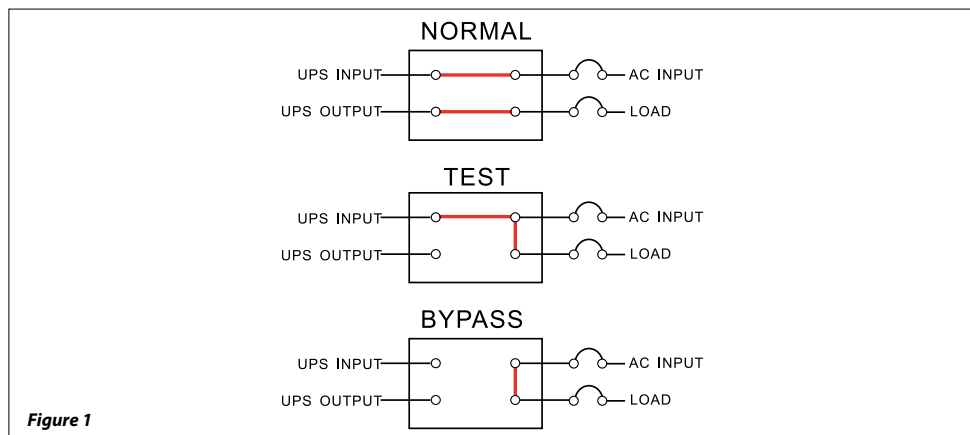 NORMAL
UPS INPUT AC INPUT
UPS OUTPUT LOAD
TEST
UPS INPUT AC INPUT
UPS OUTPUT LOAD
BYPASS
UPS INPUT AC INPUT
UPS OUTPUT LOAD
Figure 1